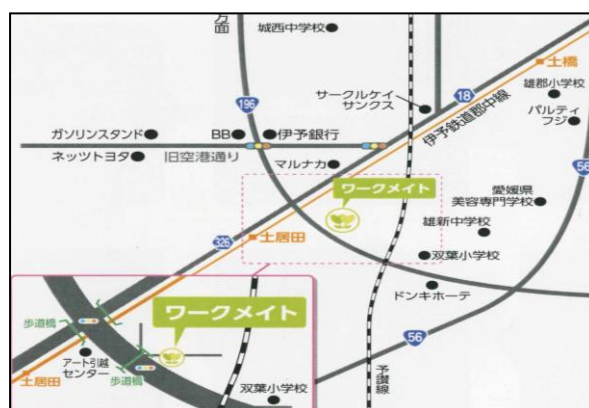 方面
城西中学校
土橋
196
サークルケイ
サンクス
18
雄郡小学校
伊予鉄道郡中線
パルティ
フジ
ガソリンスタンド
BB
伊予銀行
ネッツトヨタ
旧空港通り
マルナカ
56
ワークメイト
愛媛県
美容専門学校
雄新中学校
326
土居田
双葉小学校
ドンキホーテ
ワークメイト
歩道橋
56
アート引越
センター
歩道橋
予讃線
土居田
双葉小学校